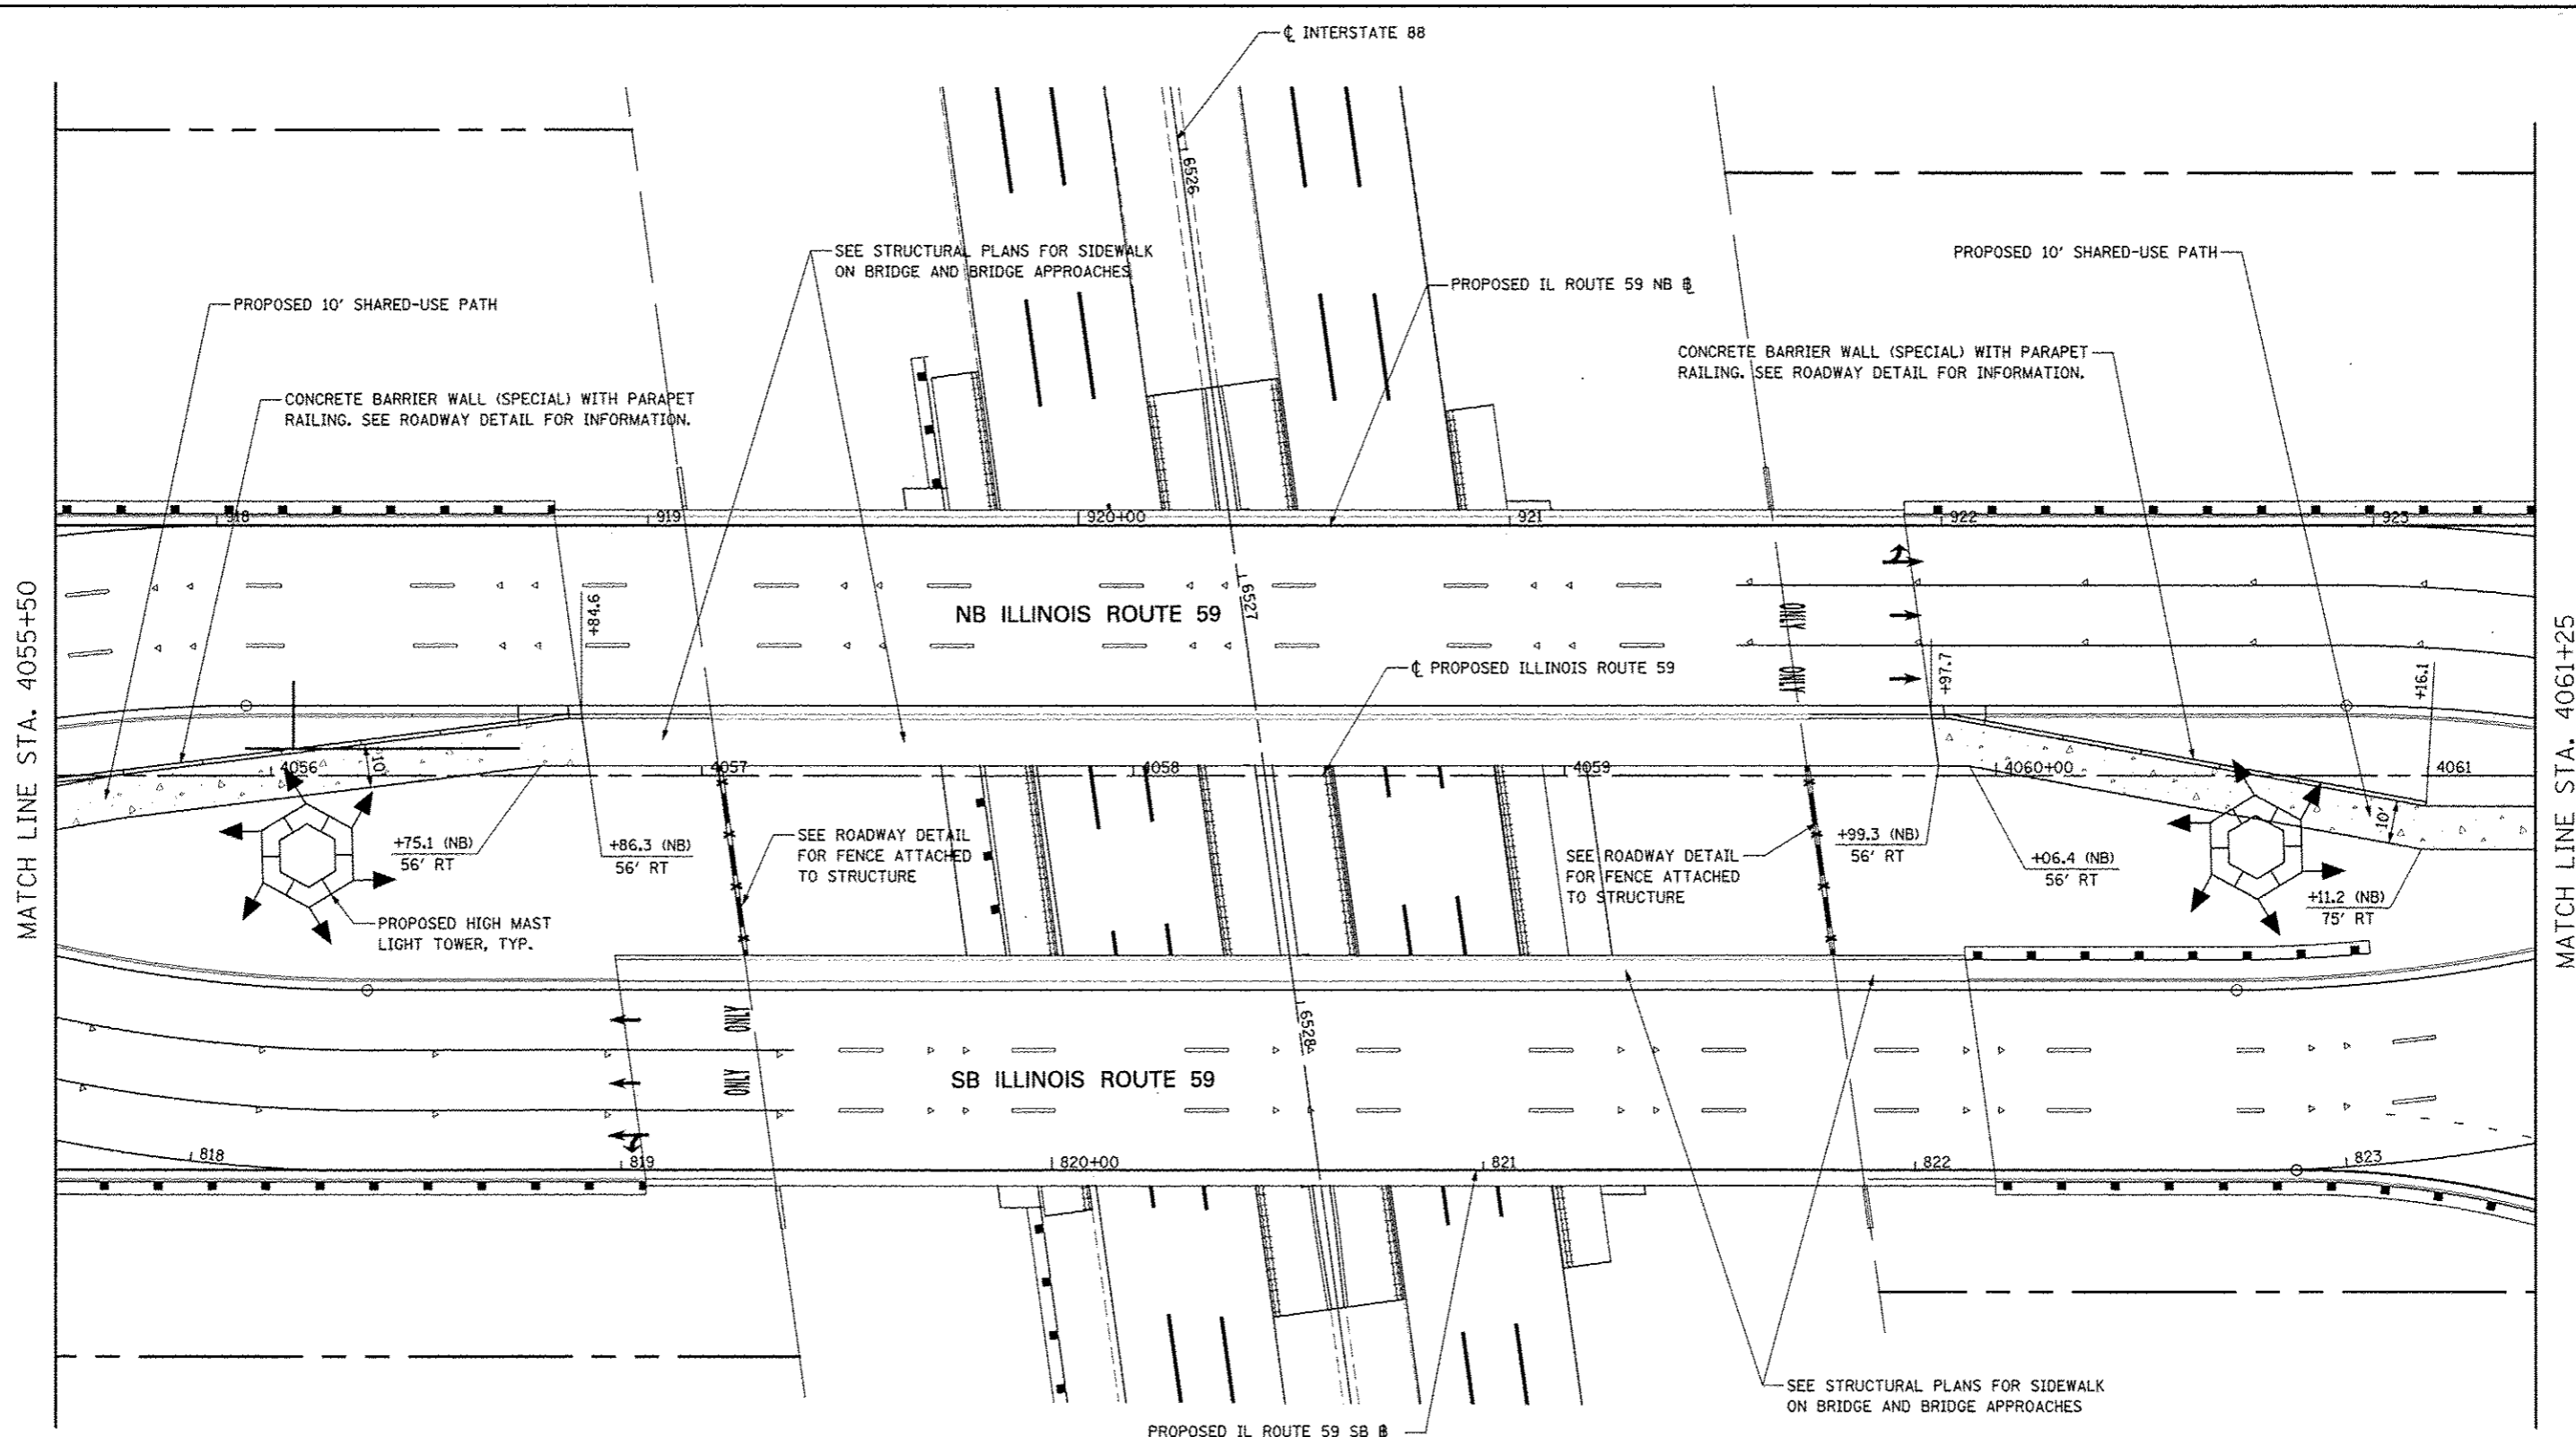 ℄ INTERSTATE 88
6526
SEE STRUCTURAL PLANS FOR SIDEWALK
ON BRIDGE AND BRIDGE APPROACHES
PROPOSED 10' SHARED-USE PATH
PROPOSED 10' SHARED-USE PATH
PROPOSED IL ROUTE 59 NB ⅊
CONCRETE BARRIER WALL (SPECIAL) WITH PARAPET
RAILING. SEE ROADWAY DETAIL FOR INFORMATION.
CONCRETE BARRIER WALL (SPECIAL) WITH PARAPET
RAILING. SEE ROADWAY DETAIL FOR INFORMATION.
918
919
920+00
921
922
923
MATCH LINE STA. 4055+50
MATCH LINE STA. 4061+25
+84.6
NB ILLINOIS ROUTE 59
6527
ONLY
ONLY
℄ PROPOSED ILLINOIS ROUTE 59
+97.7
+16.1
4056
10'
4057
4058
4059
4060+00
4061
+75.1 (NB)
56' RT
+86.3 (NB)
56' RT
SEE ROADWAY DETAIL
FOR FENCE ATTACHED
TO STRUCTURE
SEE ROADWAY DETAIL
FOR FENCE ATTACHED
TO STRUCTURE
+99.3 (NB)
56' RT
+06.4 (NB)
56' RT
10'
+11.2 (NB)
75' RT
PROPOSED HIGH MAST
LIGHT TOWER, TYP.
ONLY
ONLY
6528
SB ILLINOIS ROUTE 59
818
819
820+00
821
822
823
SEE STRUCTURAL PLANS FOR SIDEWALK
ON BRIDGE AND BRIDGE APPROACHES
PROPOSED IL ROUTE 59 SB ⅊